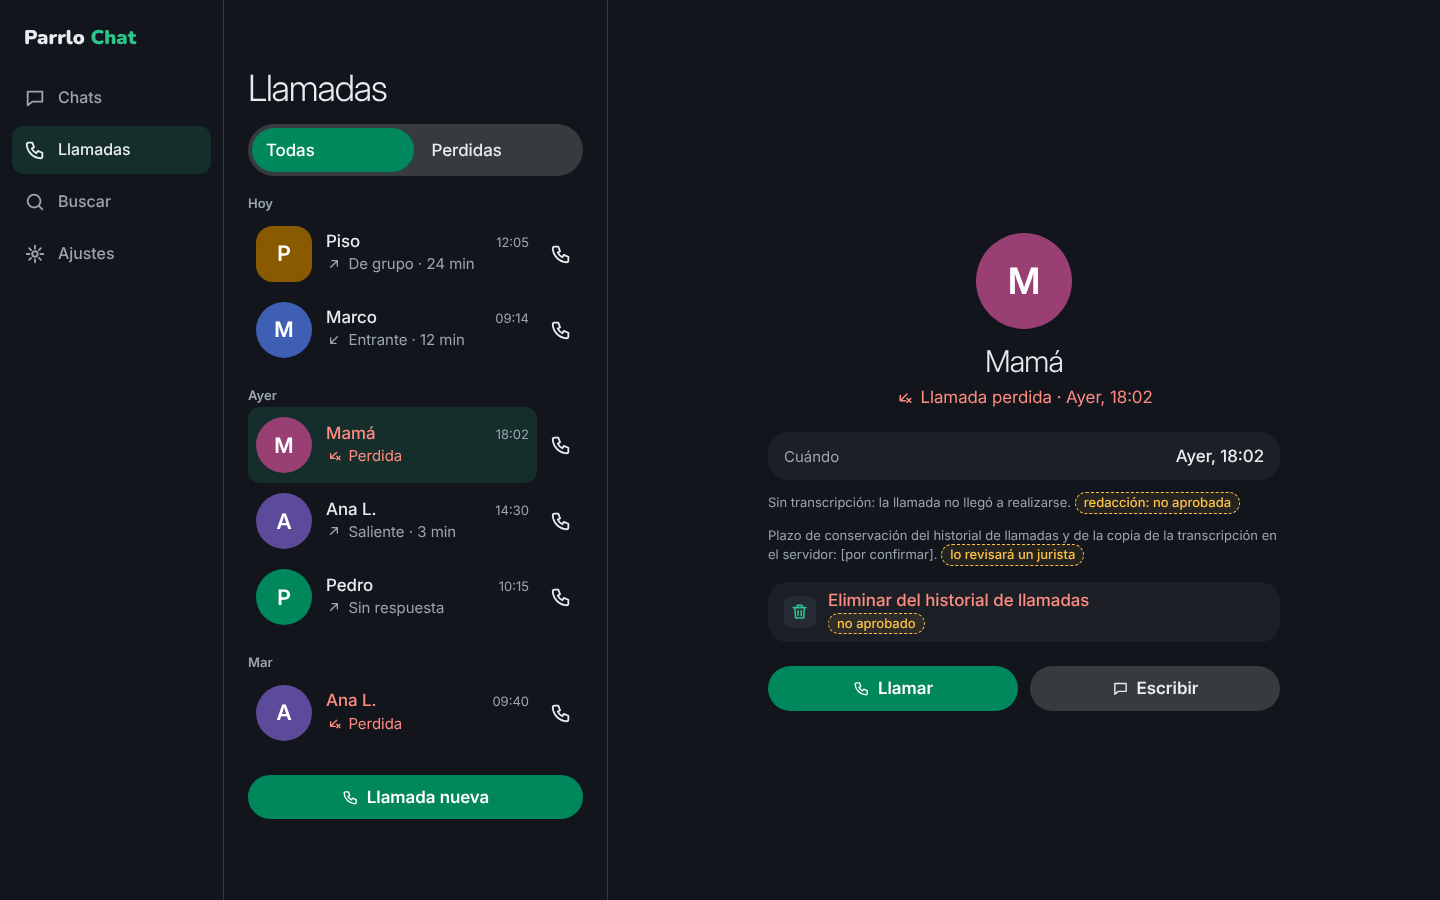 Parrlo Chat
Chats
Llamadas
Buscar
Ajustes
Llamadas
Todas
Perdidas
Hoy
P
Piso
12:05
De grupo · 24 min
M
Marco
09:14
Entrante · 12 min
Ayer
M
Mamá
18:02
Perdida
A
Ana L.
14:30
Saliente · 3 min
P
Pedro
10:15
Sin respuesta
Mar
A
Ana L.
09:40
Perdida
Llamada nueva
M
Mamá
Llamada perdida · Ayer, 18:02
Cuándo
Ayer, 18:02
Sin transcripción: la llamada no llegó a realizarse. redacción: no aprobada
Plazo de conservación del historial de llamadas y de la copia de la transcripción en
el servidor: [por confirmar]. lo revisará un jurista
Eliminar del historial de llamadas
no aprobado
Llamar
Escribir